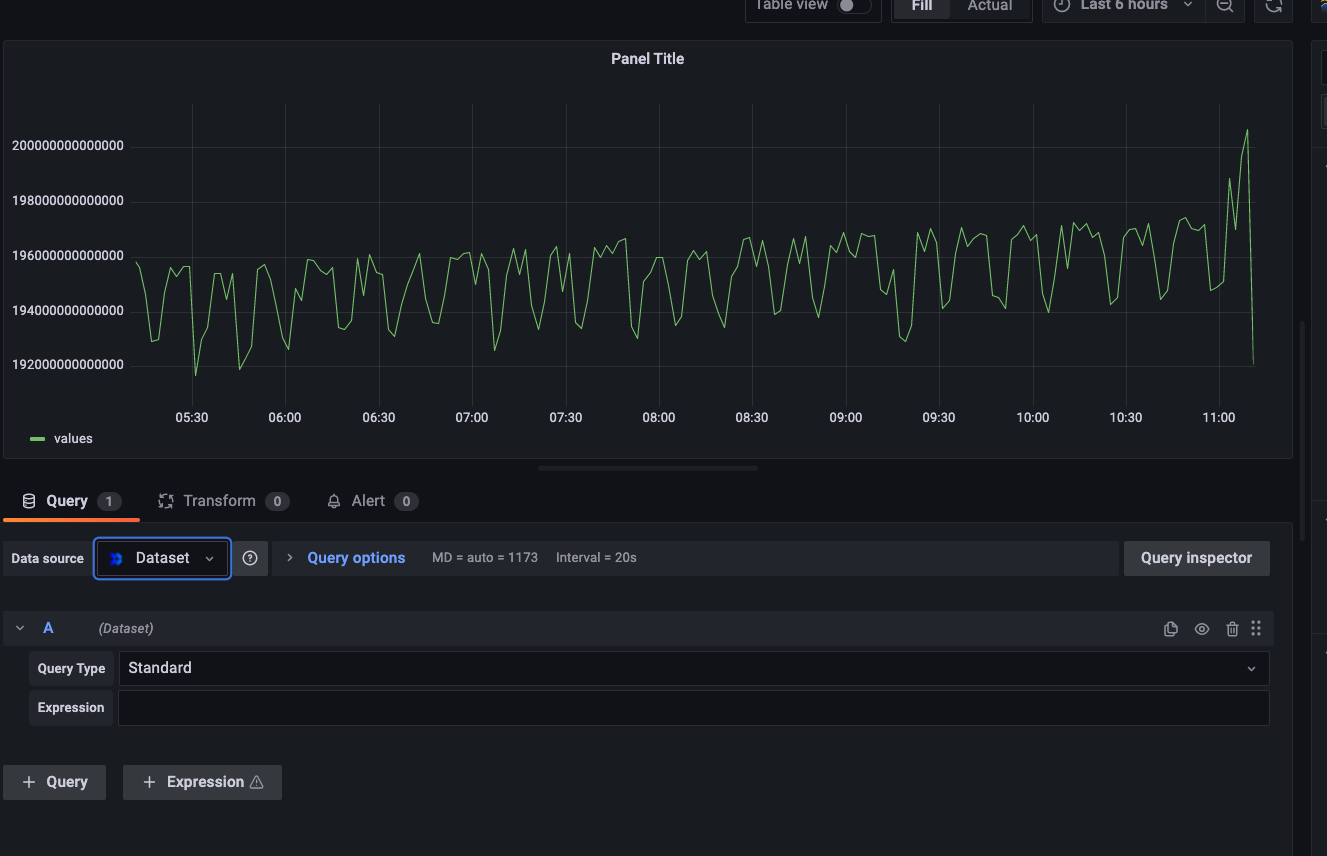 Table view Fill Actual Last 6 hours
Panel Title
200000000000000
198000000000000
196000000000000
194000000000000
192000000000000
05:30 06:00 06:30 07:00 07:30 08:00 08:30 09:00 09:30 10:00 10:30 11:00
values
Query 1 Transform 0 Alert 0
Data source Dataset Query options MD = auto = 1173 Interval = 20s Query inspector
A (Dataset)
Query Type Standard
Expression
+ Query + Expression